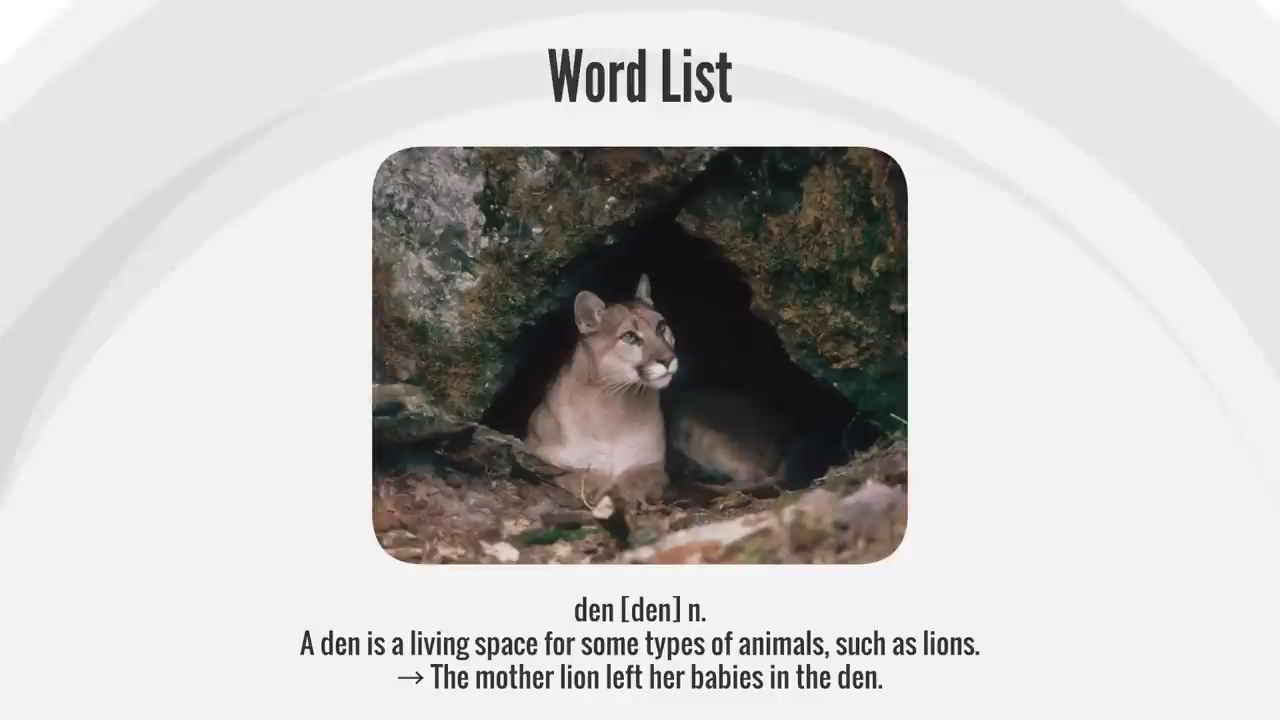 Word List
den [den] n.
A den is a living space for some types of animals, such as lions.
→ The mother lion left her babies in the den.